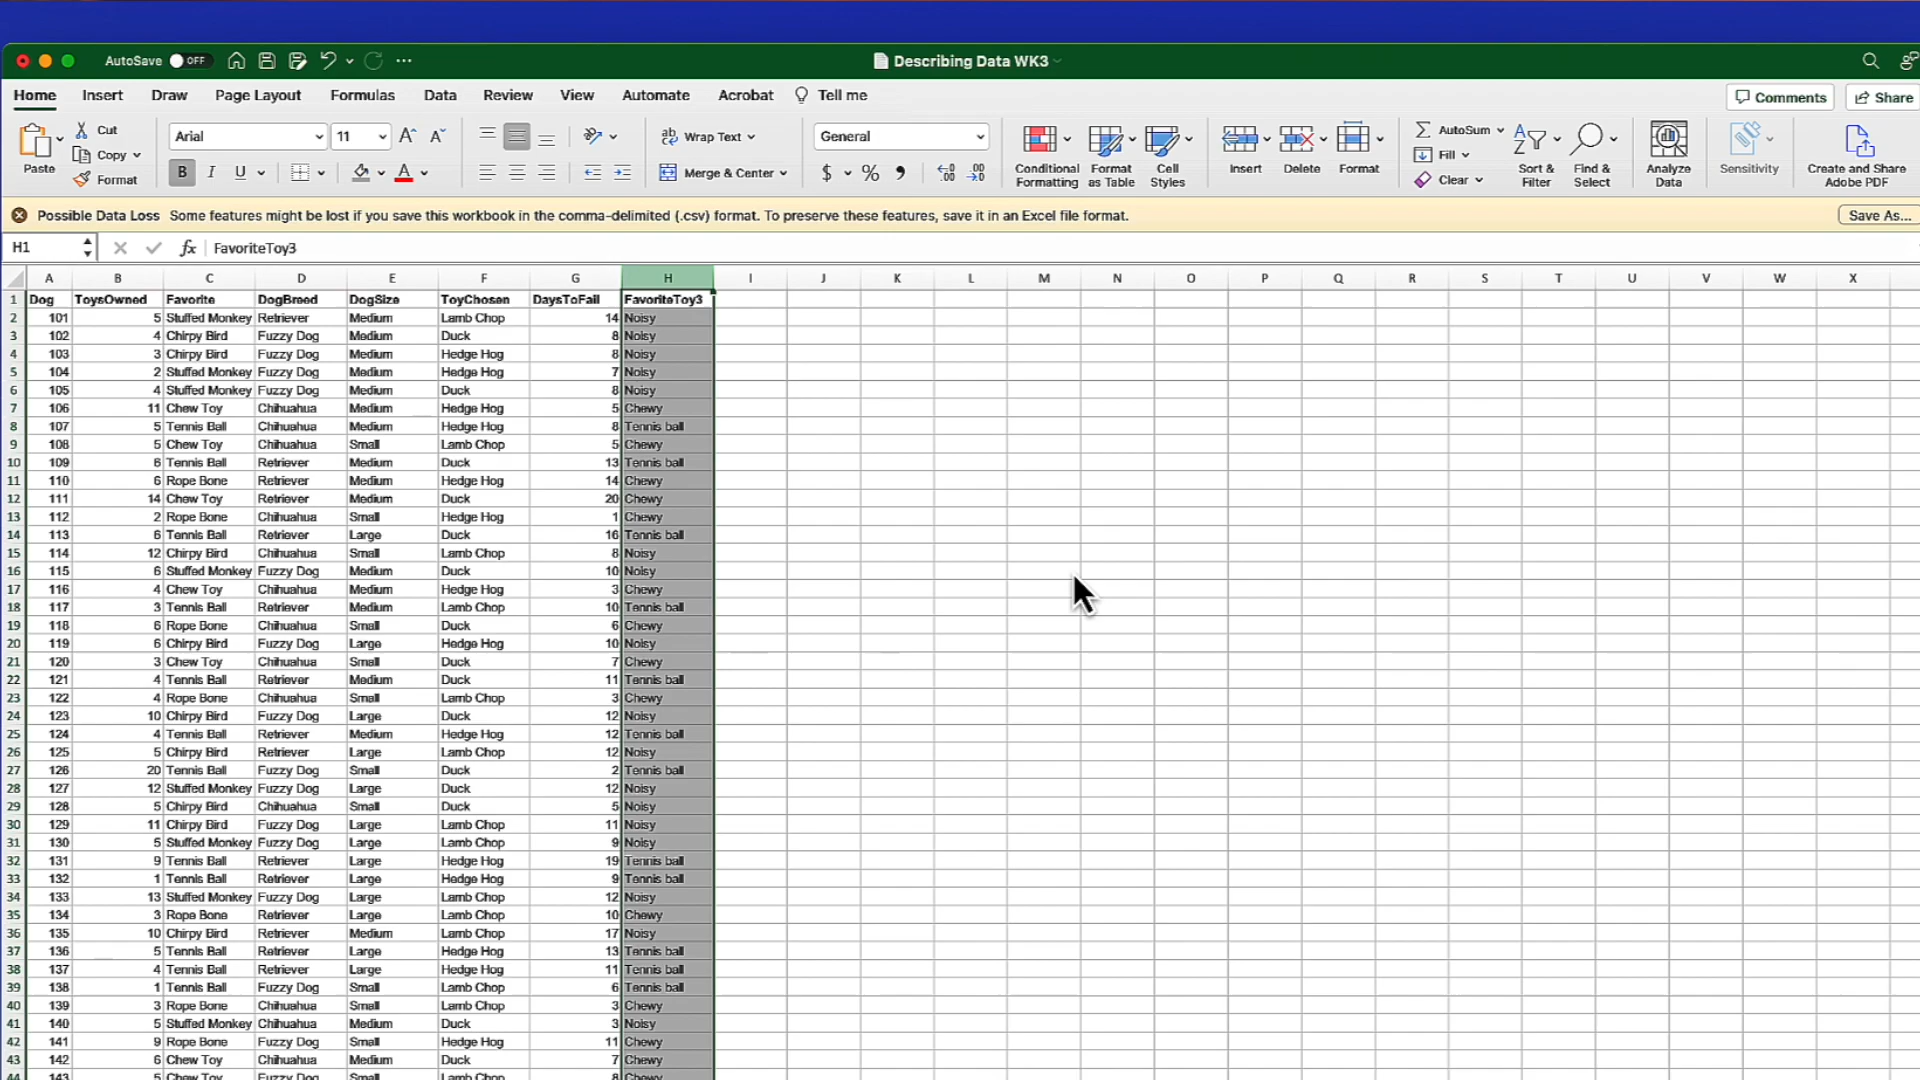 AutoSave OFF Describing Data WK3
Home Insert Draw Page Layout Formulas Data Review View Automate Acrobat Tell me Comments Share
Paste Cut Copy Format Arial 11 B I U Wrap Text Merge & Center General $ % Conditional Formatting Format as Table Cell Styles Insert Delete Format AutoSum Fill Clear Sort & Filter Find & Select Analyze Data Sensitivity Create and Share Adobe PDF
Possible Data Loss Some features might be lost if you save this workbook in the comma-delimited (.csv) format. To preserve these features, save it in an Excel file format. Save As...
H1 fx FavoriteToy3
A B C D E F G H I J K L M N O P Q R S T U V W X
1 Dog ToysOwned Favorite DogBreed DogSize ToyChosen DaysToFail FavoriteToy3
2 101 5 Stuffed Monkey Retriever Medium Lamb Chop 14 Noisy
3 102 4 Chirpy Bird Fuzzy Dog Medium Duck 8 Noisy
4 103 3 Chirpy Bird Fuzzy Dog Medium Hedge Hog 8 Noisy
5 104 2 Stuffed Monkey Fuzzy Dog Medium Hedge Hog 7 Noisy
6 105 4 Stuffed Monkey Fuzzy Dog Medium Duck 8 Noisy
7 106 11 Chew Toy Chihuahua Medium Hedge Hog 5 Chewy
8 107 5 Tennis Ball Chihuahua Medium Hedge Hog 8 Tennis ball
9 108 5 Chew Toy Chihuahua Small Lamb Chop 5 Chewy
10 109 6 Tennis Ball Retriever Medium Duck 13 Tennis ball
11 110 6 Rope Bone Retriever Medium Hedge Hog 14 Chewy
12 111 14 Chew Toy Retriever Medium Duck 20 Chewy
13 112 2 Rope Bone Chihuahua Small Hedge Hog 1 Chewy
14 113 6 Tennis Ball Retriever Large Duck 16 Tennis ball
15 114 12 Chirpy Bird Chihuahua Small Lamb Chop 8 Noisy
16 115 6 Stuffed Monkey Fuzzy Dog Medium Duck 10 Noisy
17 116 4 Chew Toy Chihuahua Medium Hedge Hog 3 Chewy
18 117 3 Tennis Ball Retriever Medium Lamb Chop 10 Tennis ball
19 118 6 Rope Bone Chihuahua Small Duck 6 Chewy
20 119 6 Chirpy Bird Fuzzy Dog Large Hedge Hog 10 Noisy
21 120 3 Chew Toy Chihuahua Small Duck 7 Chewy
22 121 4 Tennis Ball Retriever Medium Duck 11 Tennis ball
23 122 4 Rope Bone Chihuahua Small Lamb Chop 3 Chewy
24 123 10 Chirpy Bird Fuzzy Dog Large Duck 12 Noisy
25 124 4 Tennis Ball Retriever Medium Hedge Hog 12 Tennis ball
26 125 5 Chirpy Bird Retriever Large Lamb Chop 12 Noisy
27 126 20 Tennis Ball Fuzzy Dog Small Duck 2 Tennis ball
28 127 12 Stuffed Monkey Fuzzy Dog Large Duck 12 Noisy
29 128 5 Chirpy Bird Chihuahua Small Duck 5 Noisy
30 129 11 Chirpy Bird Fuzzy Dog Large Lamb Chop 11 Noisy
31 130 5 Stuffed Monkey Fuzzy Dog Large Lamb Chop 9 Noisy
32 131 9 Tennis Ball Retriever Large Hedge Hog 19 Tennis ball
33 132 1 Tennis Ball Retriever Large Hedge Hog 9 Tennis ball
34 133 13 Stuffed Monkey Fuzzy Dog Large Lamb Chop 12 Noisy
35 134 3 Rope Bone Retriever Large Lamb Chop 10 Chewy
36 135 10 Chirpy Bird Retriever Medium Lamb Chop 17 Noisy
37 136 5 Tennis Ball Retriever Large Hedge Hog 13 Tennis ball
38 137 4 Tennis Ball Retriever Large Hedge Hog 11 Tennis ball
39 138 1 Tennis Ball Fuzzy Dog Medium Duck 6 Tennis ball
40 139 3 Rope Bone Fuzzy Dog Small Lamb Chop 3 Chewy
41 140 5 Stuffed Monkey Chihuahua Medium Duck 3 Noisy
42 141 9 Rope Bone Fuzzy Dog Small Hedge Hog 11 Chewy
43 142 6 Chew Toy Chihuahua Medium Duck 7 Chewy
44 143 5 Chew Toy Fuzzy Dog Small Lamb Chop 8 Chewy